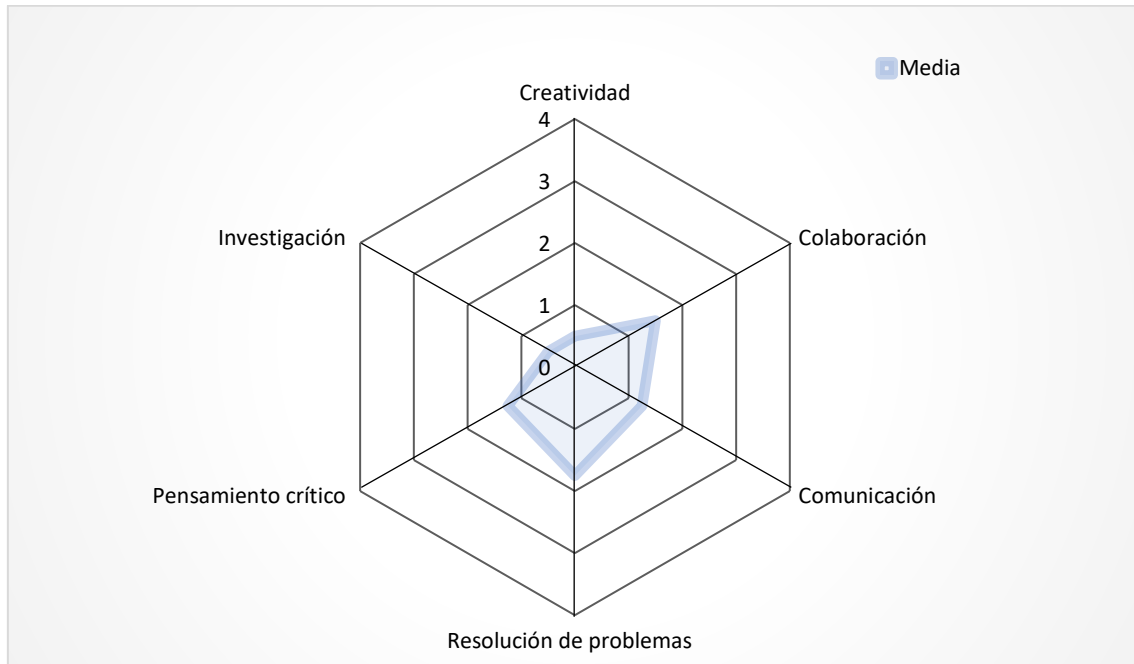 Media
Creatividad
4
3
2
1
0
Investigación
Colaboración
Pensamiento crítico
Comunicación
Resolución de problemas